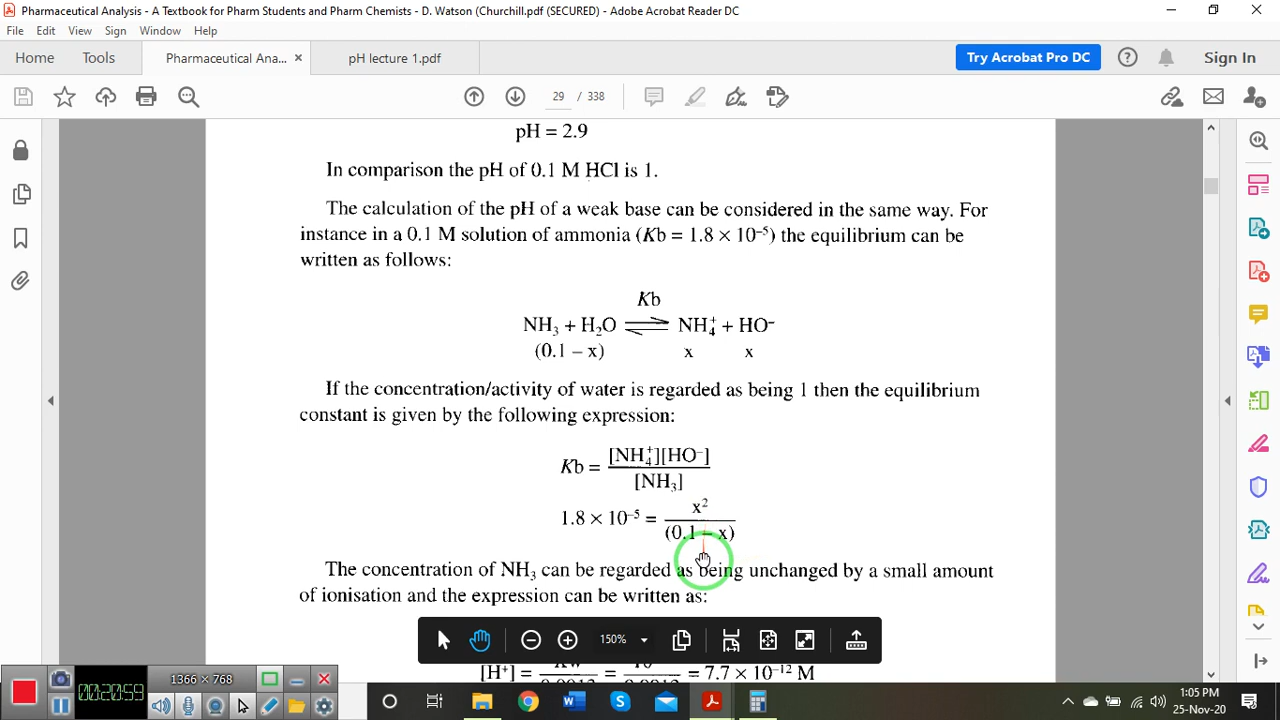 Pharmaceutical Analysis - A Textbook for Pharm Students and Pharm Chemists - D. Watson (Churchill.pdf (SECURED) - Adobe Acrobat Reader DC
File Edit View Sign Window Help
Home Tools Pharmaceutical Ana... × pH lecture 1.pdf Try Acrobat Pro DC Sign In
29 / 338
pH = 2.9
In comparison the pH of 0.1 M HCl is 1.
The calculation of the pH of a weak base can be considered in the same way. For
instance in a 0.1 M solution of ammonia (Kb = 1.8 × 10⁻⁵) the equilibrium can be
written as follows:
Kb
NH₃ + H₂O ⇌ NH₄⁺ + HO⁻
(0.1 – x) x x
If the concentration/activity of water is regarded as being 1 then the equilibrium
constant is given by the following expression:
Kb = [NH₄⁺][HO⁻] / [NH₃]
1.8 × 10⁻⁵ = x² / (0.1 – x)
The concentration of NH₃ can be regarded as being unchanged by a small amount
of ionisation and the expression can be written as:
150%
[H⁺] = = = 7.7 × 10⁻¹² M
00:20:59 1366 × 768
1:05 PM
25-Nov-20